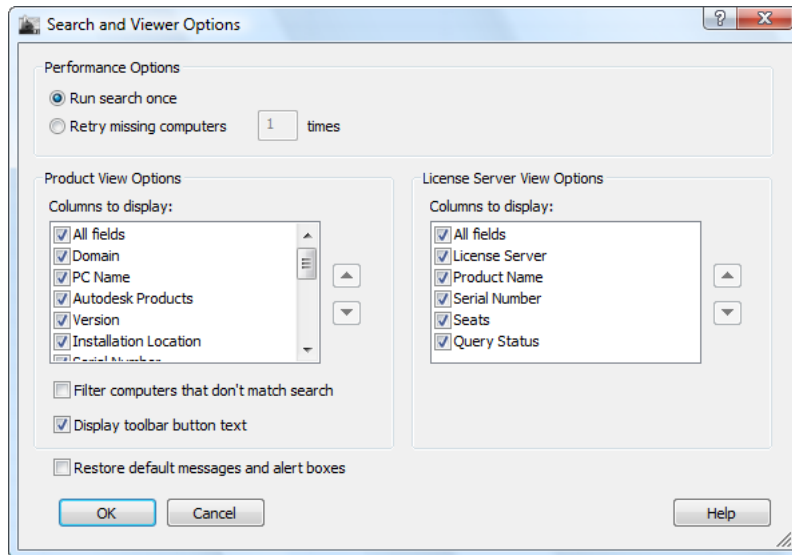 Search and Viewer Options
Performance Options
Run search once
Retry missing computers 1 times
Product View Options
Columns to display:
All fields
Domain
PC Name
Autodesk Products
Version
Installation Location
Serial Number
Filter computers that don't match search
Display toolbar button text
License Server View Options
Columns to display:
All fields
License Server
Product Name
Serial Number
Seats
Query Status
Restore default messages and alert boxes
OK Cancel Help